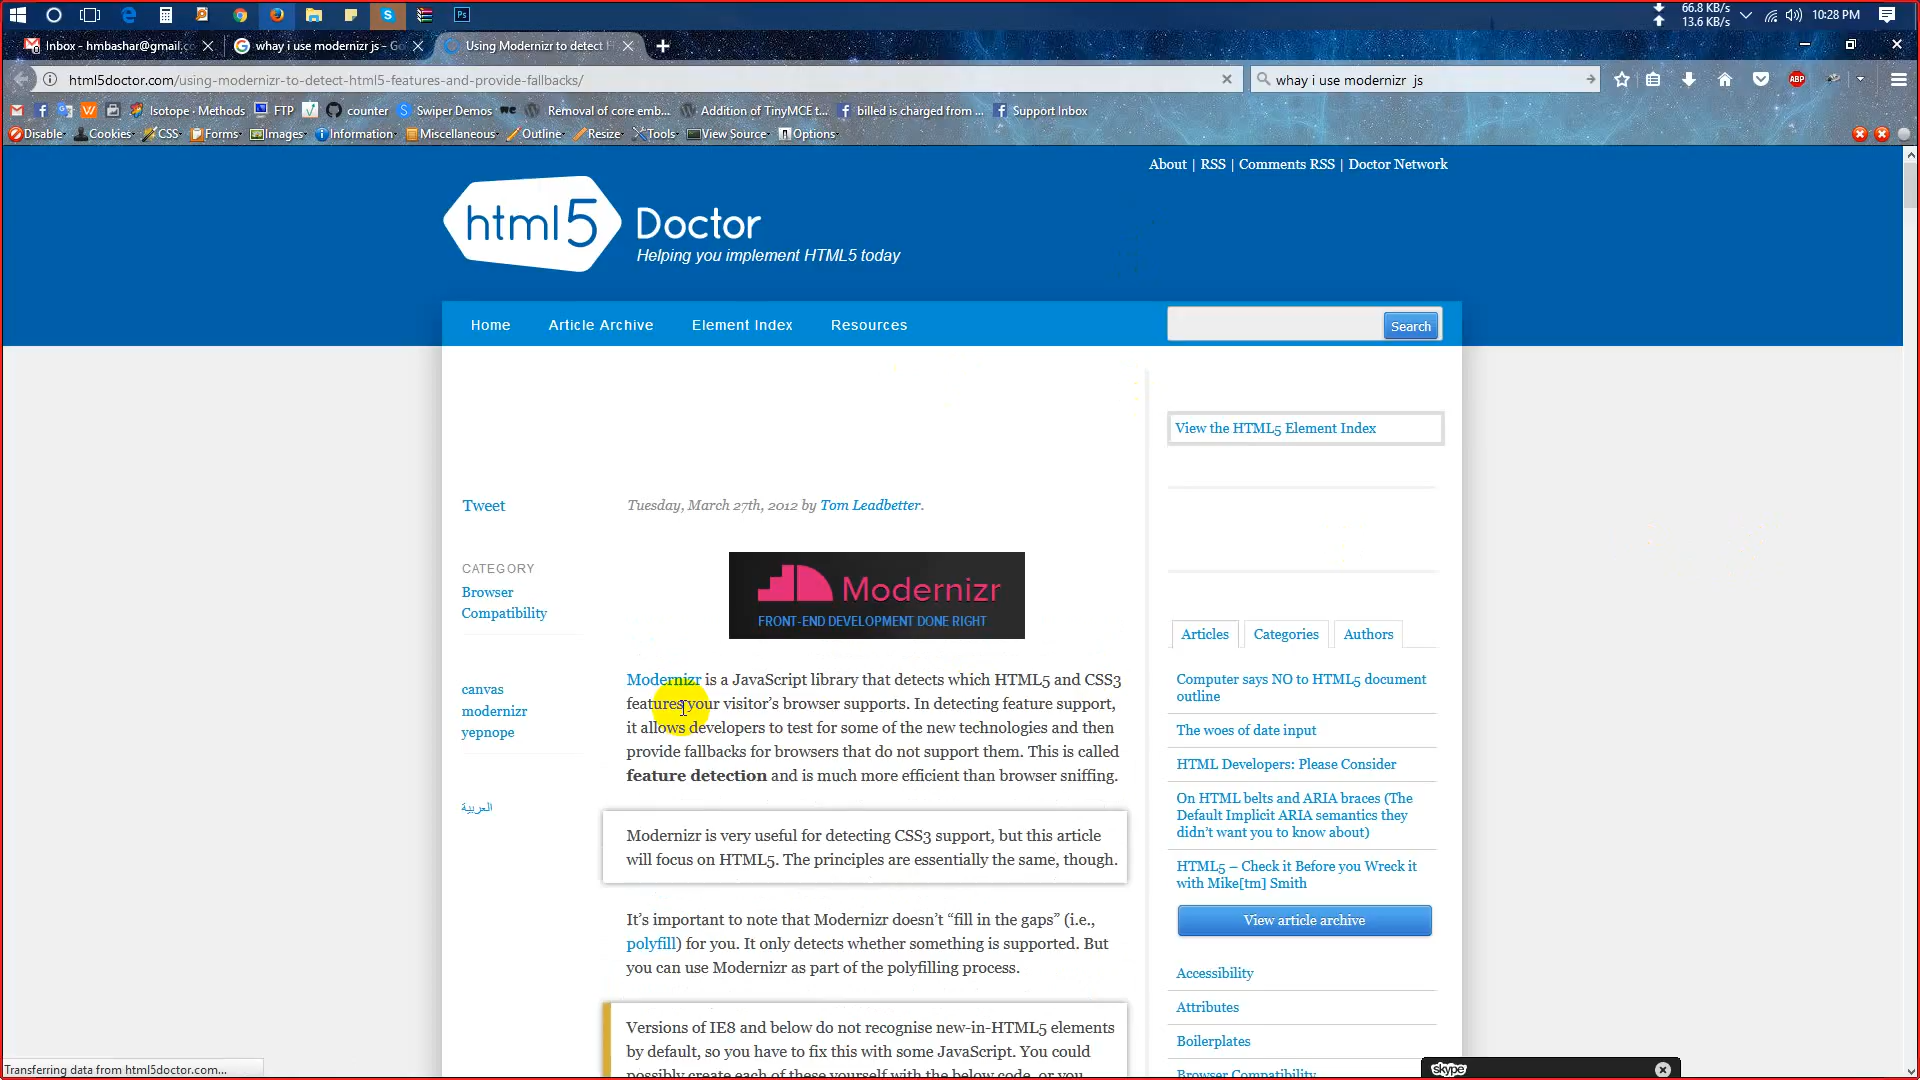 66.8 KB/s
13.6 KB/s
10:28 PM
Inbox - hmbashar@gmail.c
whay i use modernizr js - Go
Using Modernizr to detect H
html5doctor.com/using-modernizr-to-detect-html5-features-and-provide-fallbacks/
whay i use modernizr js
Isotope · Methods
FTP
counter
Swiper Demos
Removal of core emb...
Addition of TinyMCE t...
billed is charged from ...
Support Inbox
Disable
Cookies
CSS
Forms
Images
Information
Miscellaneous
Outline
Resize
Tools
View Source
Options
ABP
Ps
About | RSS | Comments RSS | Doctor Network
html5 Doctor
Helping you implement HTML5 today
Home Article Archive Element Index Resources
Search
View the HTML5 Element Index
Tweet
Tuesday, March 27th, 2012 by Tom Leadbetter.
CATEGORY
Browser
Compatibility
canvas
modernizr
yepnope
العربية
Modernizr
FRONT-END DEVELOPMENT DONE RIGHT
Modernizr is a JavaScript library that detects which HTML5 and CSS3
features your visitor’s browser supports. In detecting feature support,
it allows developers to test for some of the new technologies and then
provide fallbacks for browsers that do not support them. This is called
feature detection and is much more efficient than browser sniffing.
Modernizr is very useful for detecting CSS3 support, but this article
will focus on HTML5. The principles are essentially the same, though.
It’s important to note that Modernizr doesn’t “fill in the gaps” (i.e.,
polyfill) for you. It only detects whether something is supported. But
you can use Modernizr as part of the polyfilling process.
Versions of IE8 and below do not recognise new-in-HTML5 elements
by default, so you have to fix this with some JavaScript. You could
possibly create each of these yourself with the below code, or you
Articles Categories Authors
Computer says NO to HTML5 document
outline
The woes of date input
HTML Developers: Please Consider
On HTML belts and ARIA braces (The
Default Implicit ARIA semantics they
didn’t want you to know about)
HTML5 – Check it Before you Wreck it
with Mike[tm] Smith
View article archive
Accessibility
Attributes
Boilerplates
Browser Compatibility
Transferring data from html5doctor.com...
skype